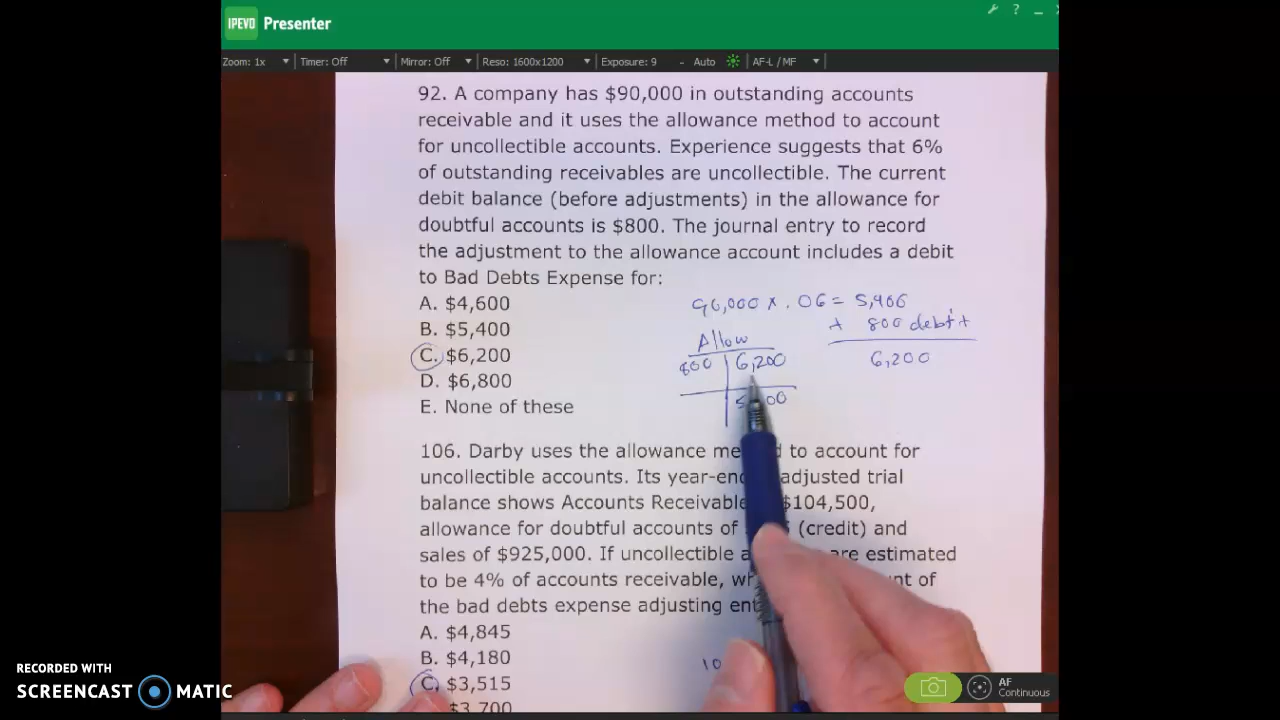 IPEVO Presenter
Zoom: 1x Timer: Off Mirror: Off Reso: 1600x1200 Exposure: 9 - Auto AF-L / MF
92. A company has $90,000 in outstanding accounts
receivable and it uses the allowance method to account
for uncollectible accounts. Experience suggests that 6%
of outstanding receivables are uncollectible. The current
debit balance (before adjustments) in the allowance for
doubtful accounts is $800. The journal entry to record
the adjustment to the allowance account includes a debit
to Bad Debts Expense for:
A. $4,600
B. $5,400
C. $6,200
D. $6,800
E. None of these
90,000 x .06 = 5,400
+ 800 debit +
6,200
Allow
800 6,200
106. Darby uses the allowance to account for
uncollectible accounts. Its adjusted trial
balance shows Accounts Receivable $104,500,
allowance for doubtful accounts of (credit) and
sales of $925,000. If uncollectible are estimated
to be 4% of accounts receivable, of
the bad debts expense adjusting
A. $4,845
B. $4,180
C. $3,515
$3,700
10
AF
Continuous
RECORDED WITH
SCREENCAST MATIC